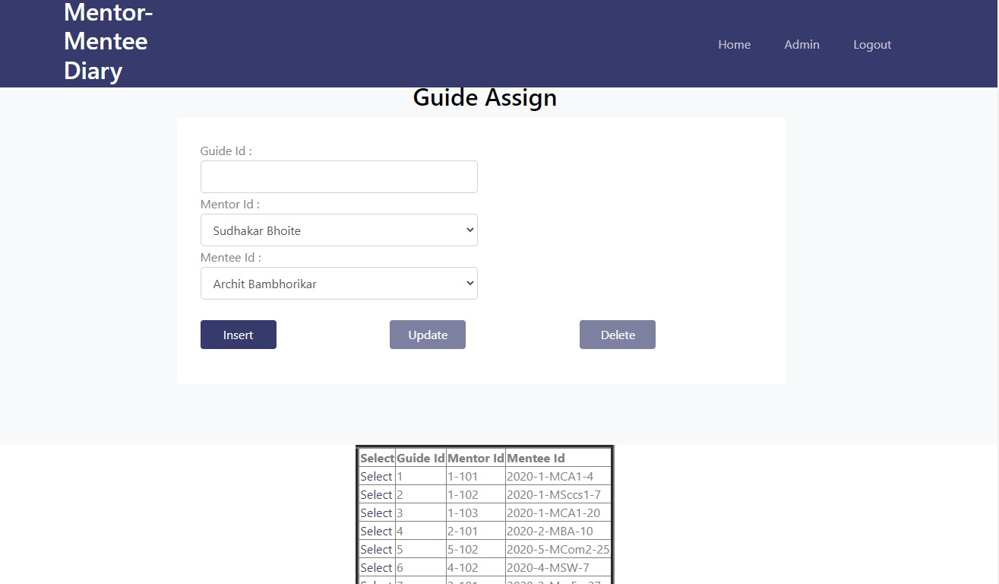 Mentor-
Mentee
Diary
Home Admin Logout
Guide Assign
Guide Id :
Mentor Id :
Sudhakar Bhoite
Mentee Id :
Archit Bambhorikar
Insert Update Delete
Select Guide Id Mentor Id Mentee Id
Select 1 1-101 2020-1-MCA1-4
Select 2 1-102 2020-1-MSccs1-7
Select 3 1-103 2020-1-MCA1-20
Select 4 2-101 2020-2-MBA-10
Select 5 5-102 2020-5-MCom2-25
Select 6 4-102 2020-4-MSW-7